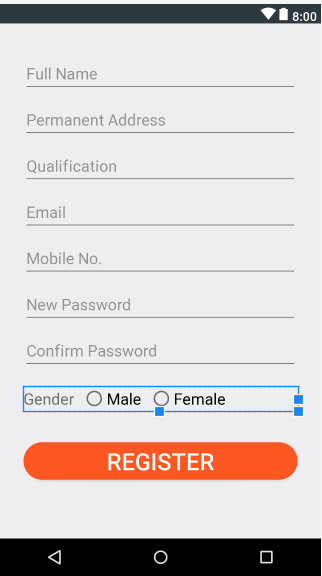 8:00
Full Name
Permanent Address
Qualification
Email
Mobile No.
New Password
Confirm Password
Gender Male Female
REGISTER